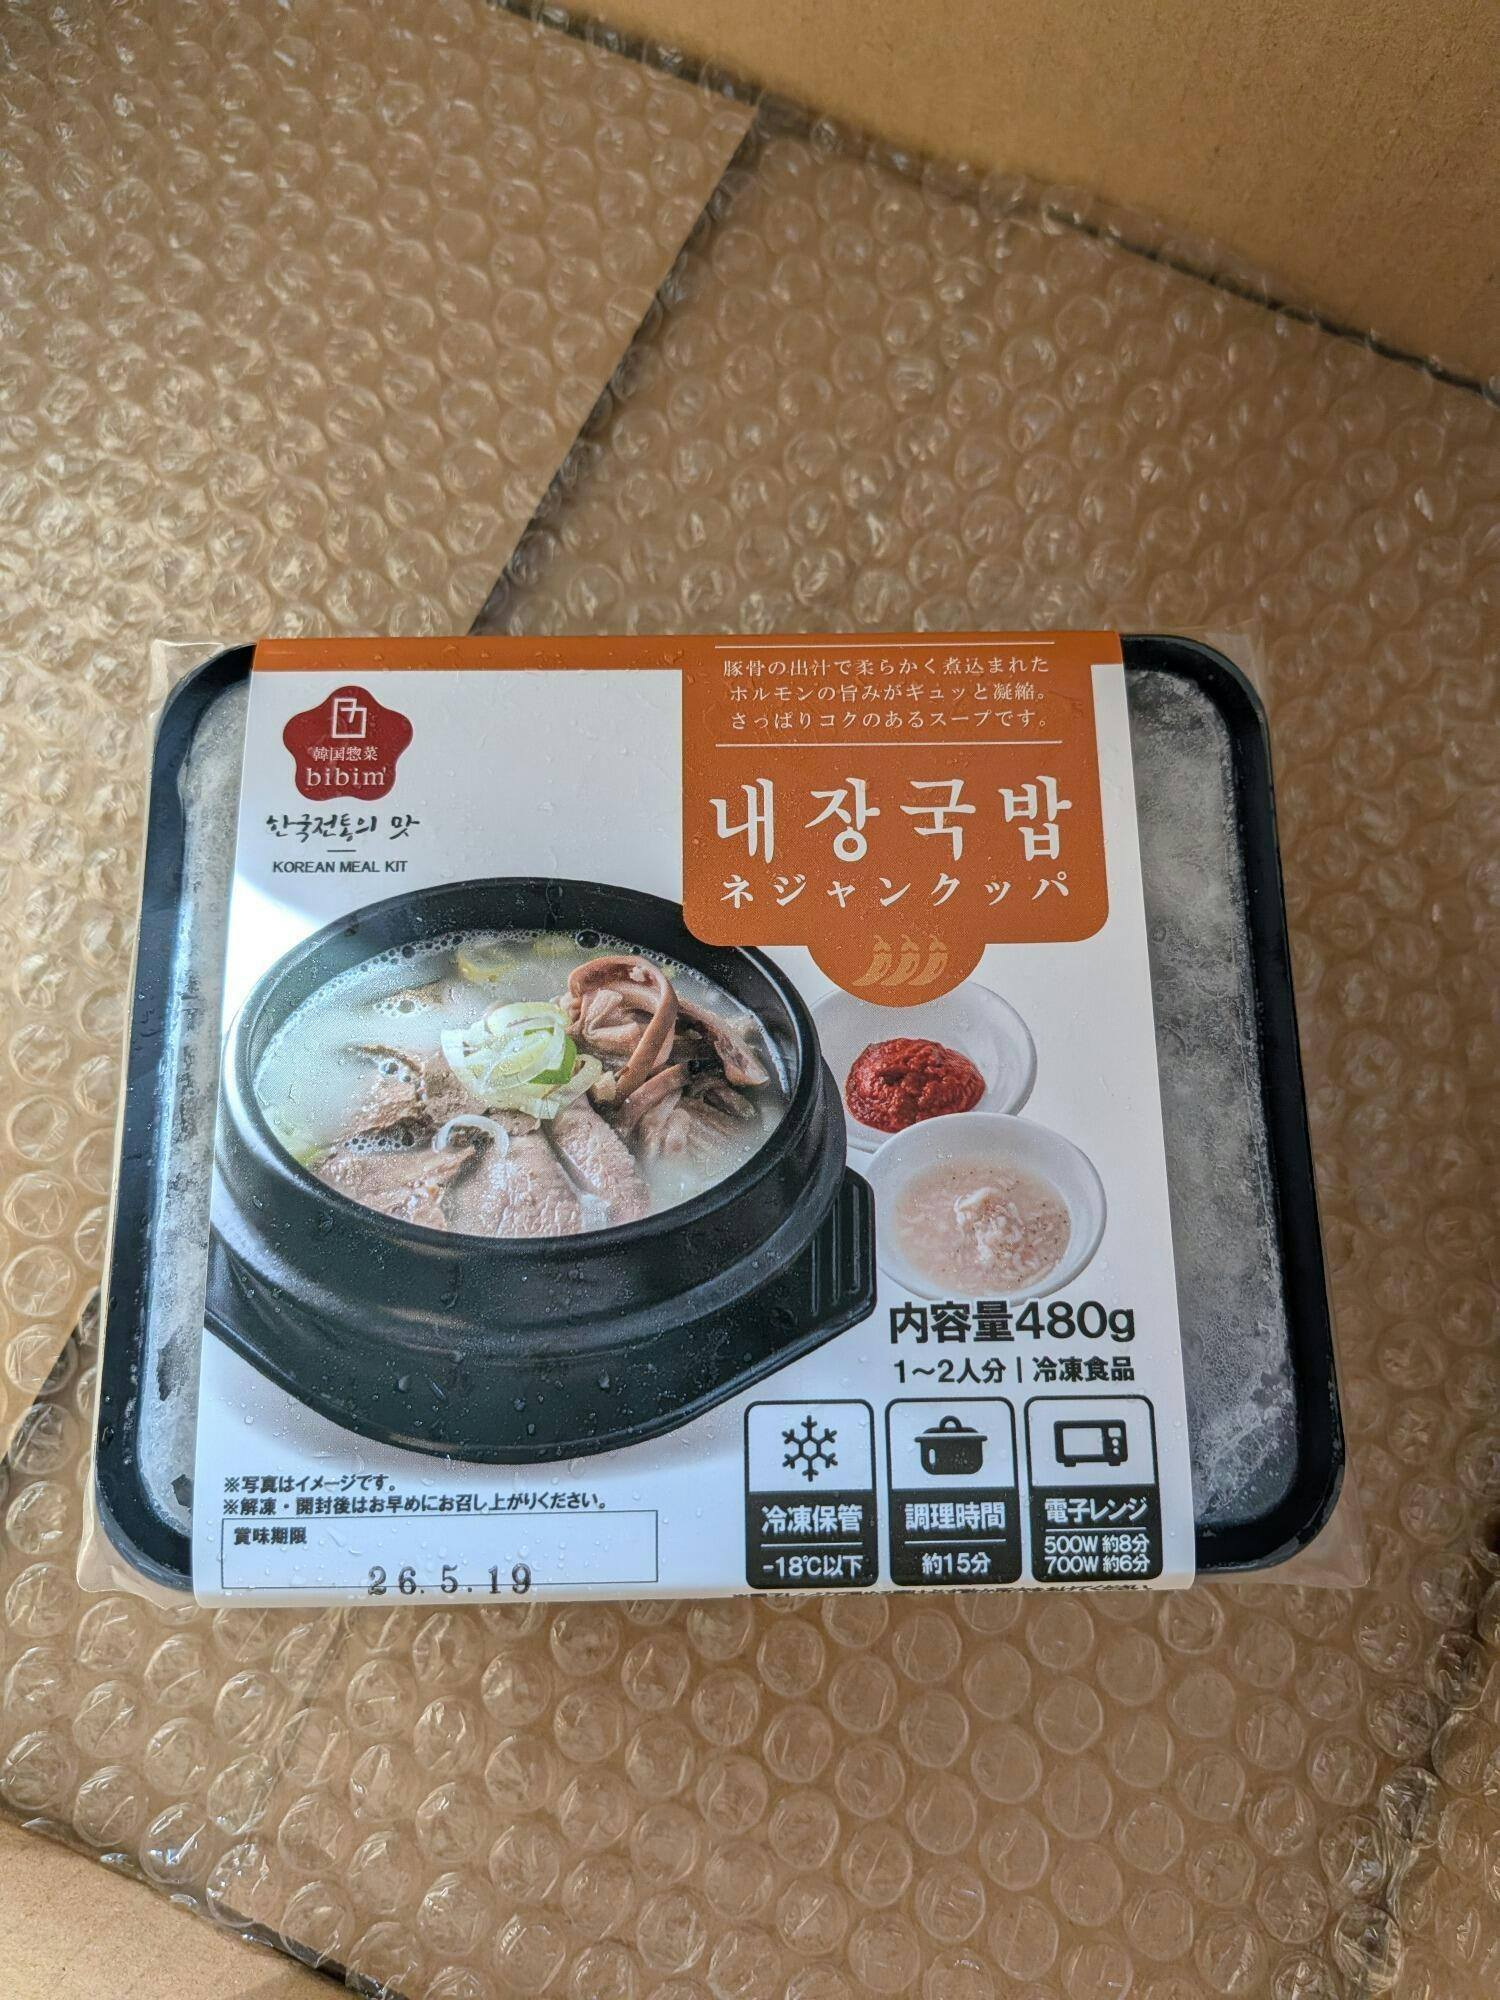 豚骨の出汁で柔らかく煮込まれた
ホルモンの旨みがギュッと凝縮。
さっぱりコクのあるスープです。
韓国惣菜
bibim'
한국전통의 맛
KOREAN MEAL KIT
내장국밥
ネジャンクッパ
内容量480g
1～2人分 | 冷凍食品
冷凍保管
-18℃以下
調理時間
約15分
電子レンジ
500W 約8分
700W 約6分
※写真はイメージです。
※解凍・開封後はお早めにお召し上がりください。
賞味期限
26.5.19